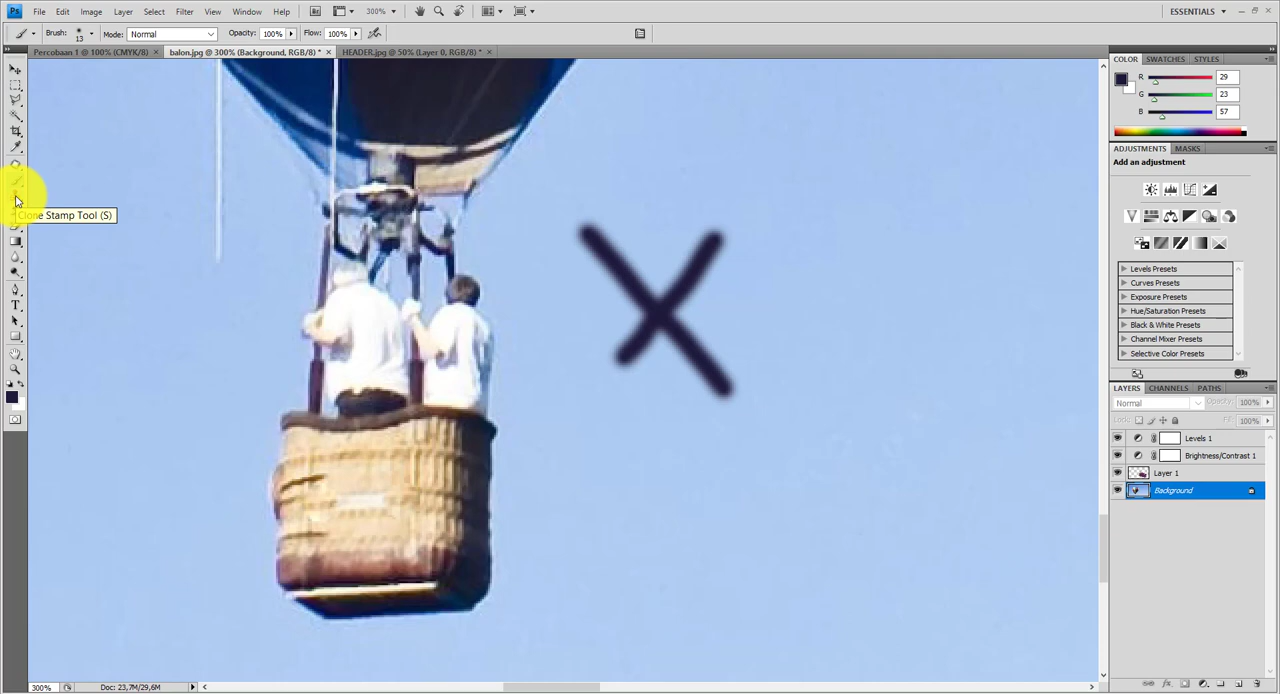 Ps File Edit Image Layer Select Filter View Window Help Br 300% ESSENTIALS
Brush: 13 Mode: Normal Opacity: 100% Flow: 100%
Percobaan 1 @ 100% (CMYK/8) × balon.jpg @ 300% (Background, RGB/8) * × HEADER.jpg @ 50% (Layer 0, RGB/8) * ×
COLOR SWATCHES STYLES
R 29
G 23
B 57
ADJUSTMENTS MASKS
Add an adjustment
Clone Stamp Tool (S)
Levels Presets
Curves Presets
Exposure Presets
Hue/Saturation Presets
Black & White Presets
Channel Mixer Presets
Selective Color Presets
LAYERS CHANNELS PATHS
Normal Opacity: 100%
Lock: Fill: 100%
Levels 1
Brightness/Contrast 1
Layer 1
Background
300% Doc: 23,7M/29,6M